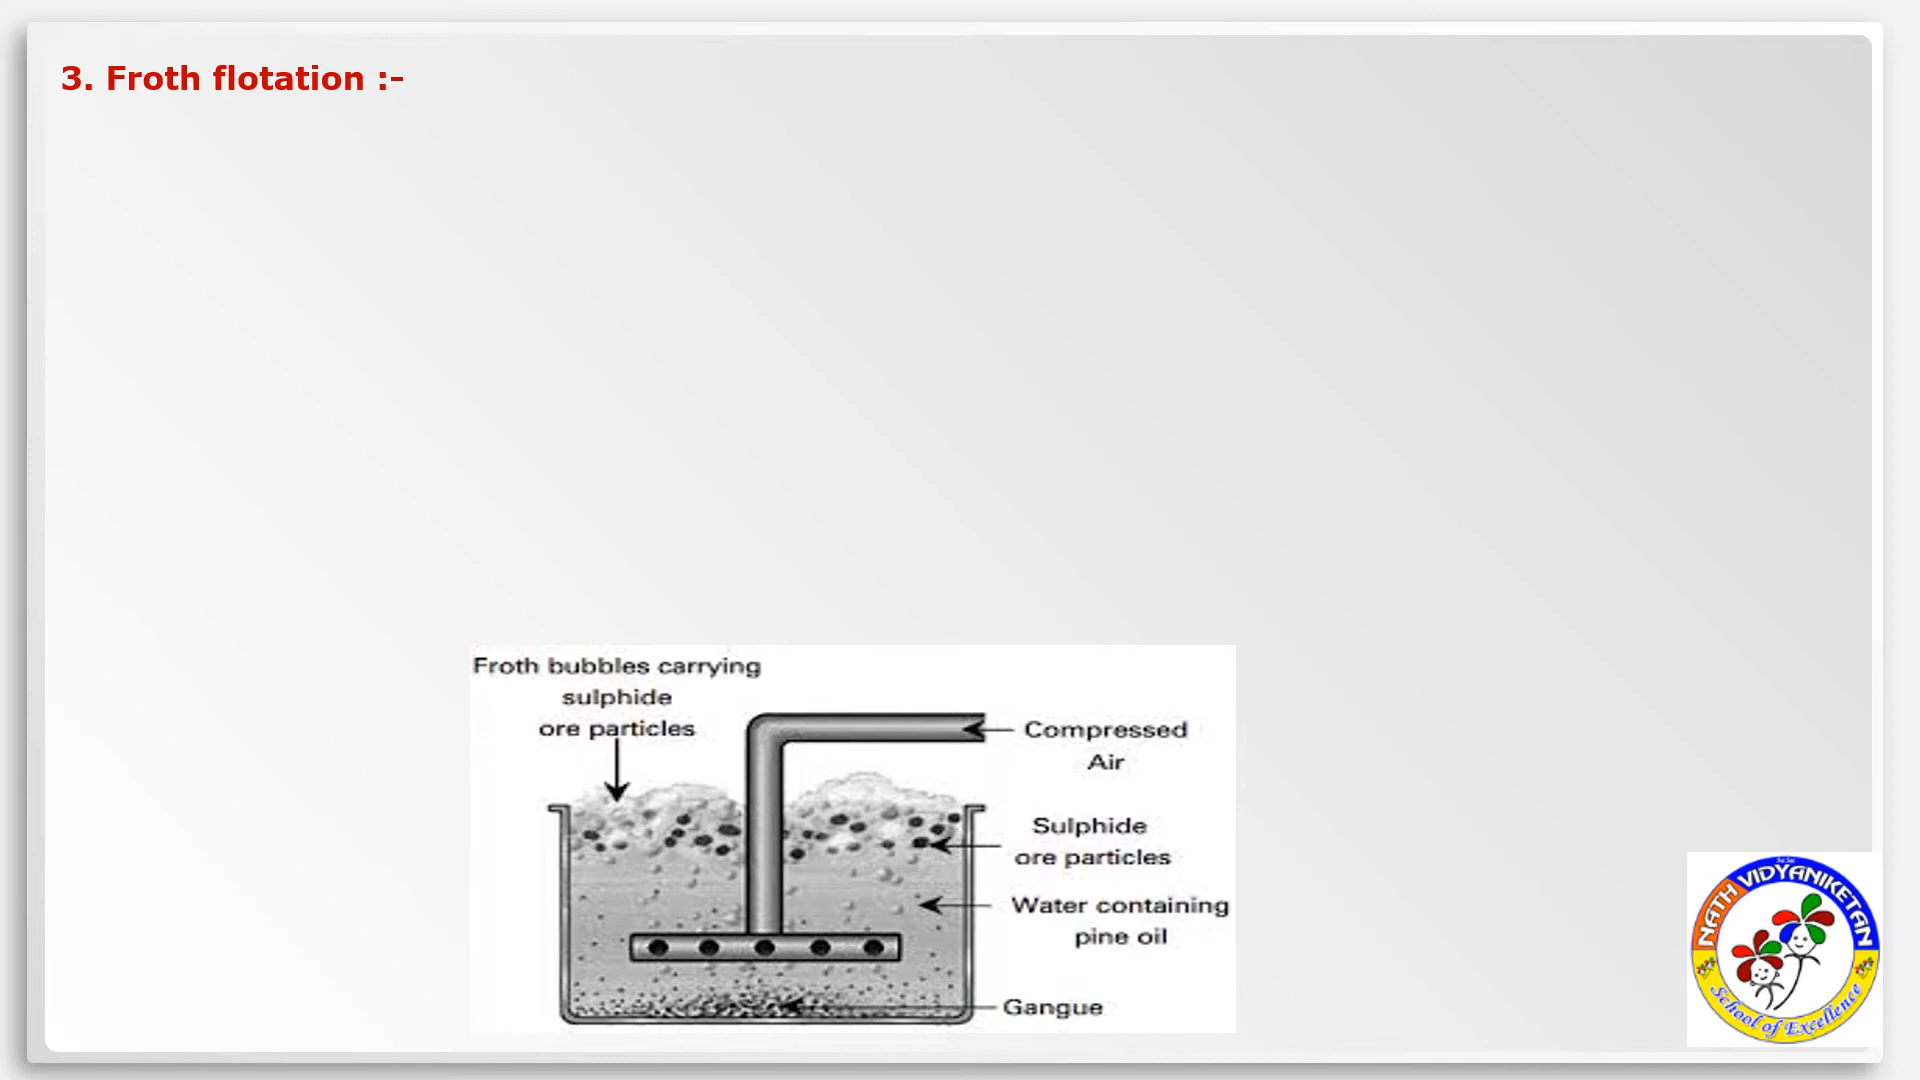 3. Froth flotation :–
Froth bubbles carrying
sulphide
ore particles
Compressed
Air
Sulphide
ore particles
Water containing
pine oil
Gangue
NATH VIDYANIKETAN
School of Excellence